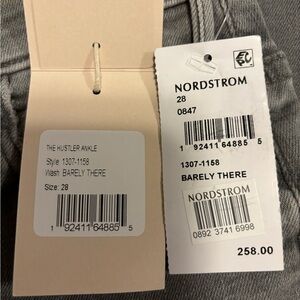 THE HUSTLER ANKLE
Style: 1307-1158
Wash: BARELY THERE
Size: 28
1 92411 64885 5
NORDSTROM
28
0847
1 92411 64885 5
1307-1158
BARELY THERE
NORDSTROM
0892 3741 6998
258.00